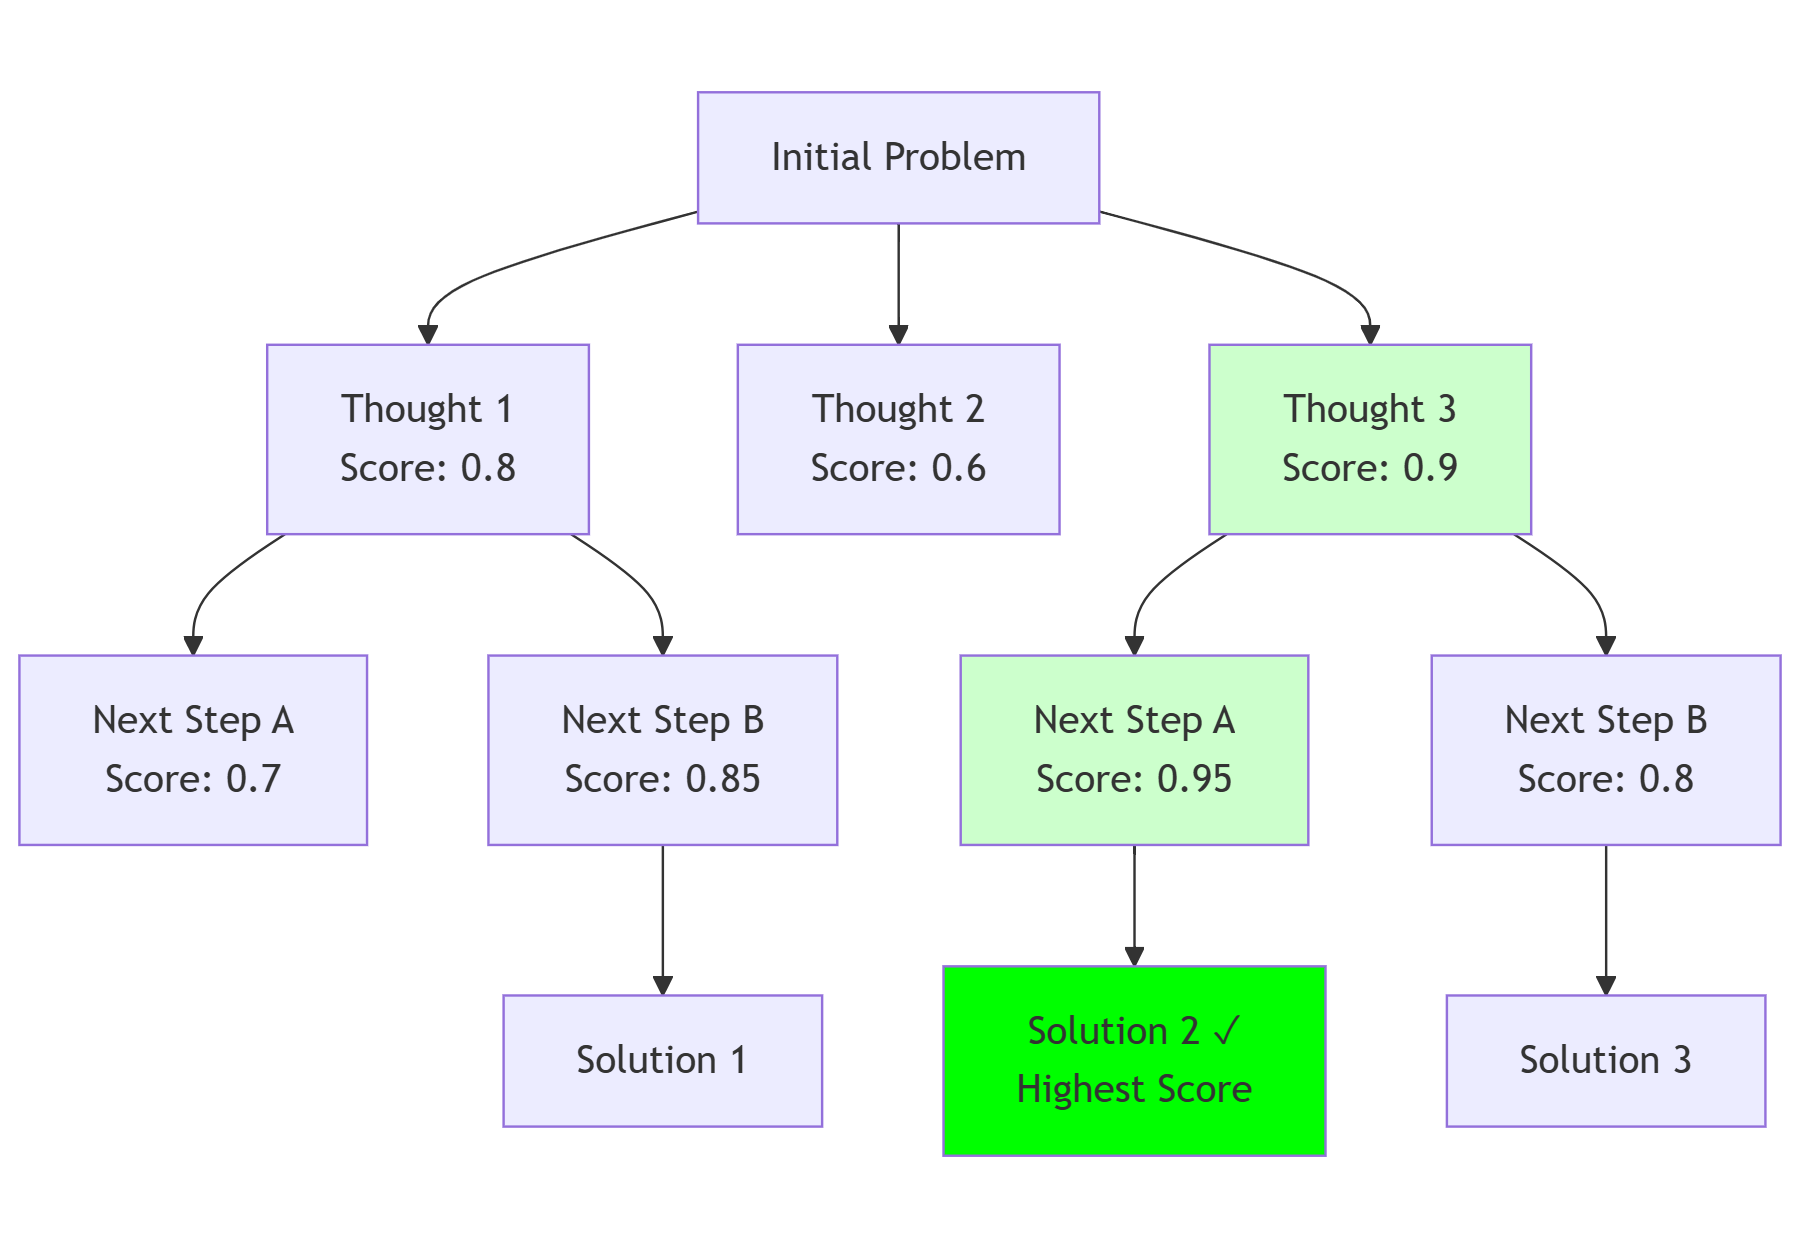 Initial Problem
Thought 1
Score: 0.8
Thought 2
Score: 0.6
Thought 3
Score: 0.9
Next Step A
Score: 0.7
Next Step B
Score: 0.85
Next Step A
Score: 0.95
Next Step B
Score: 0.8
Solution 1
Solution 2 ✓
Highest Score
Solution 3